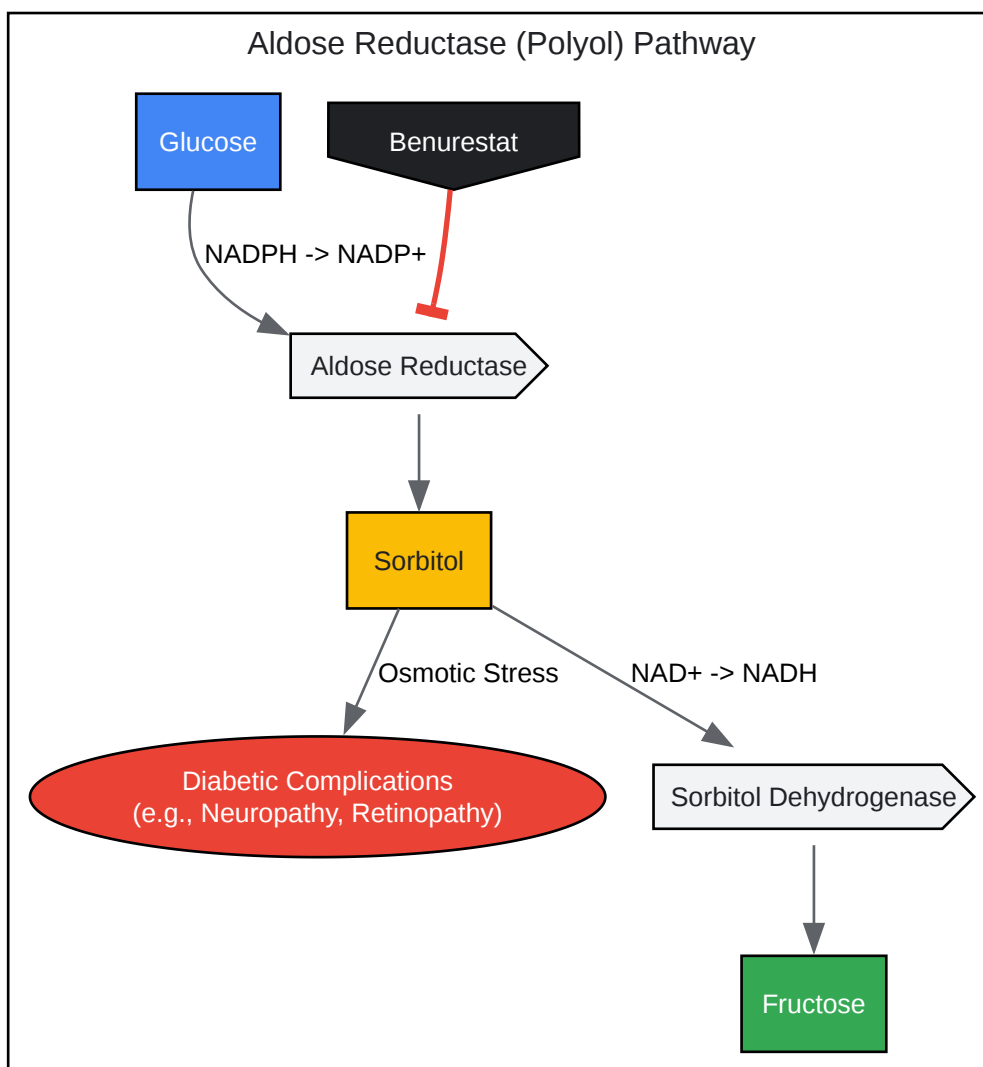 Aldose Reductase (Polyol) Pathway
Glucose
Benurestat
NADPH -> NADP+
Aldose Reductase
Sorbitol
Osmotic Stress
NAD+ -> NADH
Diabetic Complications
(e.g., Neuropathy, Retinopathy)
Sorbitol Dehydrogenase
Fructose